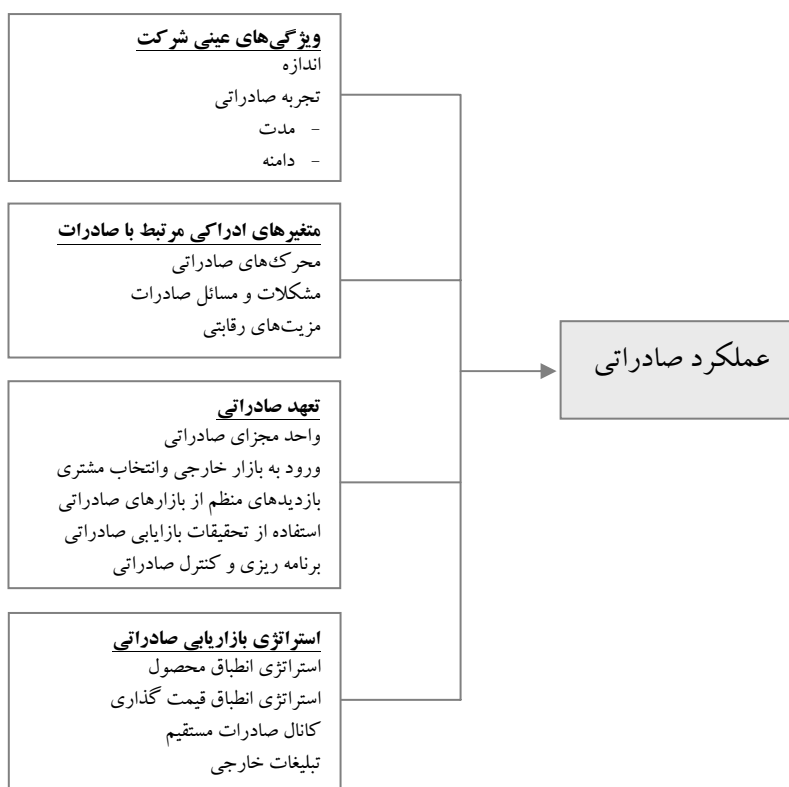 ویژگی‌های عینی شرکت
اندازه
تجربه صادراتی
- مدت
- دامنه
متغیرهای ادراکی مرتبط با صادرات
محرک‌های صادراتی
مشکلات و مسائل صادرات
مزیت‌های رقابتی
تعهد صادراتی
واحد مجزای صادراتی
ورود به بازار خارجی وانتخاب مشتری
بازدیدهای منظم از بازارهای صادراتی
استفاده از تحقیقات بازایابی صادراتی
برنامه ریزی و کنترل صادراتی
استراتژی بازاریابی صادراتی
استراتژی انطباق محصول
استراتژی انطباق قیمت گذاری
کانال صادرات مستقیم
تبلیغات خارجی
عملکرد صادراتی